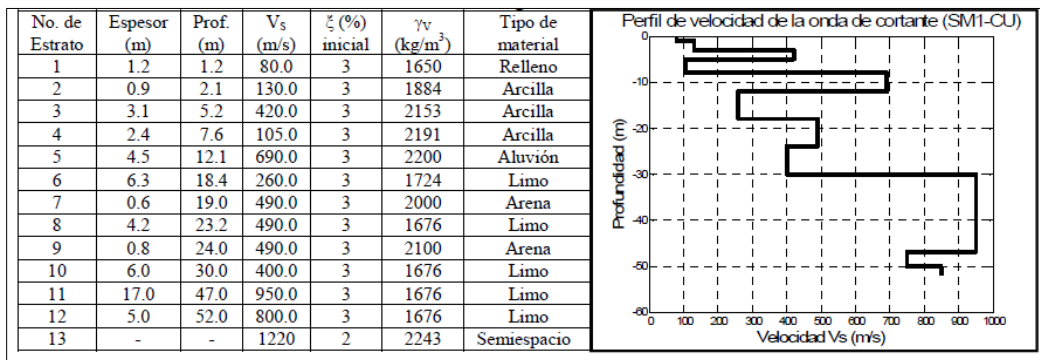 No. de Estrato Espesor (m) Prof. (m) Vs (m/s) ξ (%) inicial γv (kg/m³) Tipo de material
1 1.2 1.2 80.0 3 1650 Relleno
2 0.9 2.1 130.0 3 1884 Arcilla
3 3.1 5.2 420.0 3 2153 Arcilla
4 2.4 7.6 105.0 3 2191 Arcilla
5 4.5 12.1 690.0 3 2200 Aluvión
6 6.3 18.4 260.0 3 1724 Limo
7 0.6 19.0 490.0 3 2000 Arena
8 4.2 23.2 490.0 3 1676 Limo
9 0.8 24.0 490.0 3 2100 Arena
10 6.0 30.0 400.0 3 1676 Limo
11 17.0 47.0 950.0 3 1676 Limo
12 5.0 52.0 800.0 3 1676 Limo
13 - - 1220 2 2243 Semiespacio
Perfil de velocidad de la onda de cortante (SM1-CU)
Profundidad (m)
0
-10
-20
-30
-40
-50
-60
0 100 200 300 400 500 600 700 800 900 1000
Velocidad Vs (m/s)